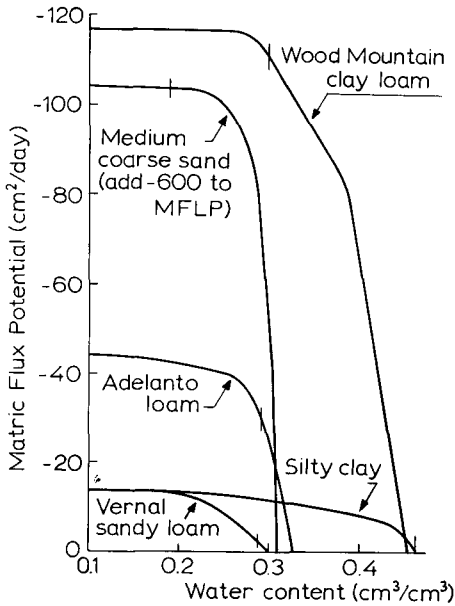 -120
-100
-80
-60
-40
-20
0
Matric Flux Potential (cm²/day)
Wood Mountain
clay loam
Medium
coarse sand
(add -600 to
MFLP)
Adelanto
loam
Silty clay
Vernal
sandy loam
0.1 0.2 0.3 0.4
Water content (cm³/cm³)